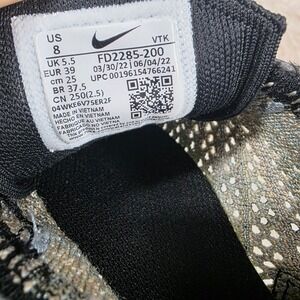 US
8
VTK
UK 5.5
FD2285-200
EUR 39
03/30/22 | 06/04/22
cm 25
UPC 00196154766241
BR 37.5
CN 250(2.5)
04WKE6V75ER2F
MADE IN VIETNAM
HECHO EN VIETNAM
FABRIQUÉ AU VIETNAM